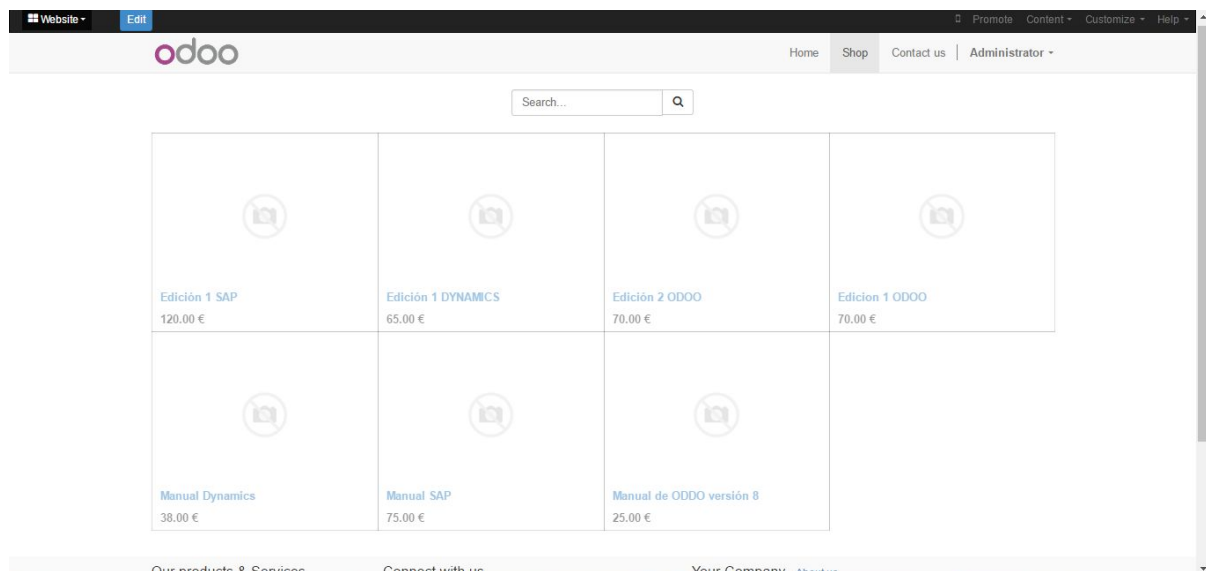 Website
Edit
Promote Content Customize Help
odoo
Home Shop Contact us Administrator
Search...
Edición 1 SAP
120.00 €
Edición 1 DYNAMICS
65.00 €
Edición 2 ODOO
70.00 €
Edicion 1 ODOO
70.00 €
Manual Dynamics
38.00 €
Manual SAP
75.00 €
Manual de ODDO versión 8
25.00 €
Our products & Services
Connect with us
Your Company About us